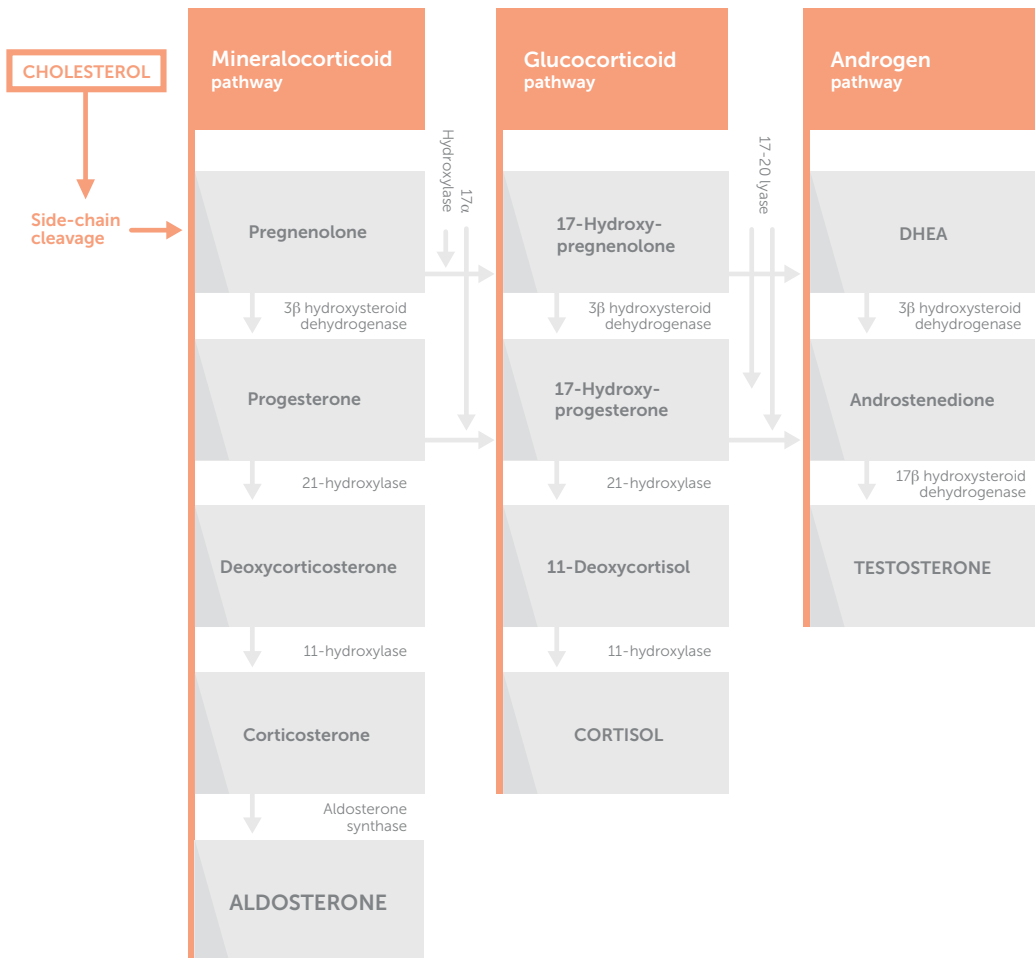 CHOLESTEROL
Side-chain
cleavage
Mineralocorticoid
pathway
Glucocorticoid
pathway
Androgen
pathway
Hydroxylase
17α
17-20 lyase
Pregnenolone
17-Hydroxy-
pregnenolone
DHEA
3β hydroxysteroid
dehydrogenase
3β hydroxysteroid
dehydrogenase
3β hydroxysteroid
dehydrogenase
Progesterone
17-Hydroxy-
progesterone
Androstenedione
21-hydroxylase
21-hydroxylase
17β hydroxysteroid
dehydrogenase
Deoxycorticosterone
11-Deoxycortisol
TESTOSTERONE
11-hydroxylase
11-hydroxylase
Corticosterone
CORTISOL
Aldosterone
synthase
ALDOSTERONE